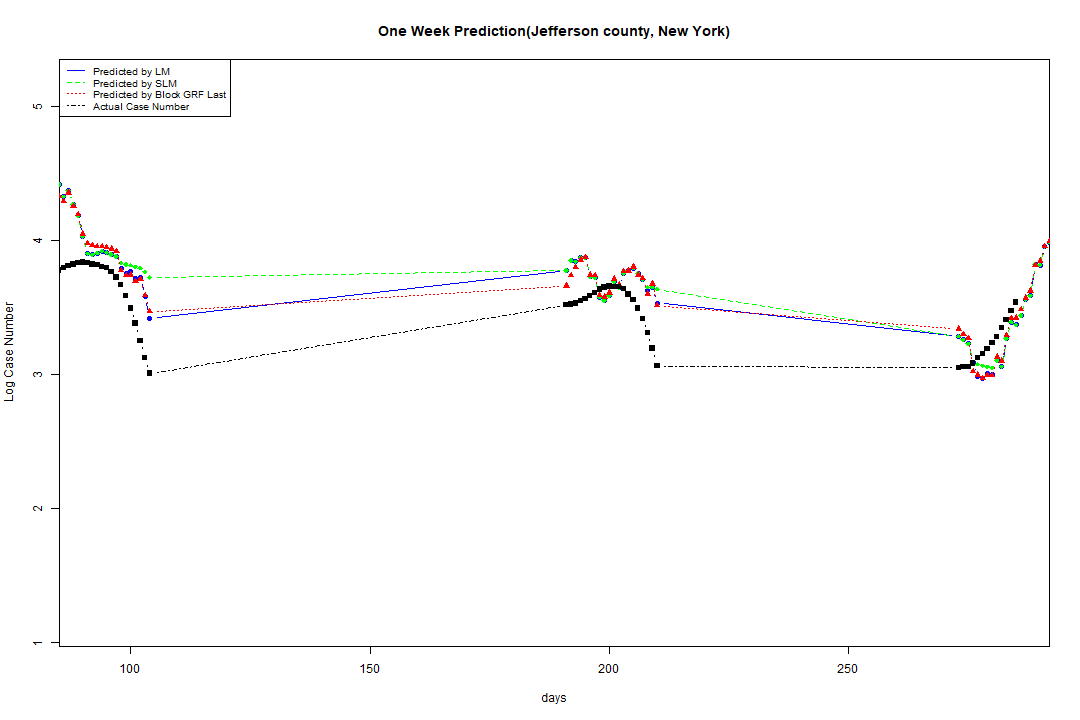 One Week Prediction(Jefferson county, New York)
Predicted by LM
Predicted by SLM
Predicted by Block GRF Last
Actual Case Number
5
4
3
2
1
Log Case Number
100 150 200 250
days